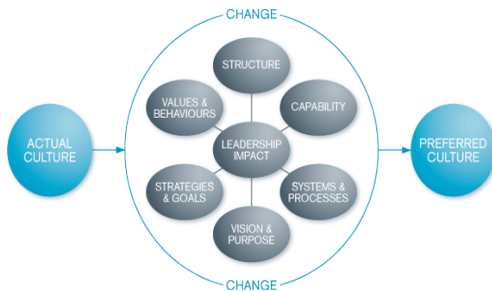 CHANGE
STRUCTURE
VALUES &
BEHAVIOURS
CAPABILITY
ACTUAL
CULTURE
LEADERSHIP
IMPACT
PREFERRED
CULTURE
STRATEGIES
& GOALS
SYSTEMS &
PROCESSES
VISION &
PURPOSE
CHANGE